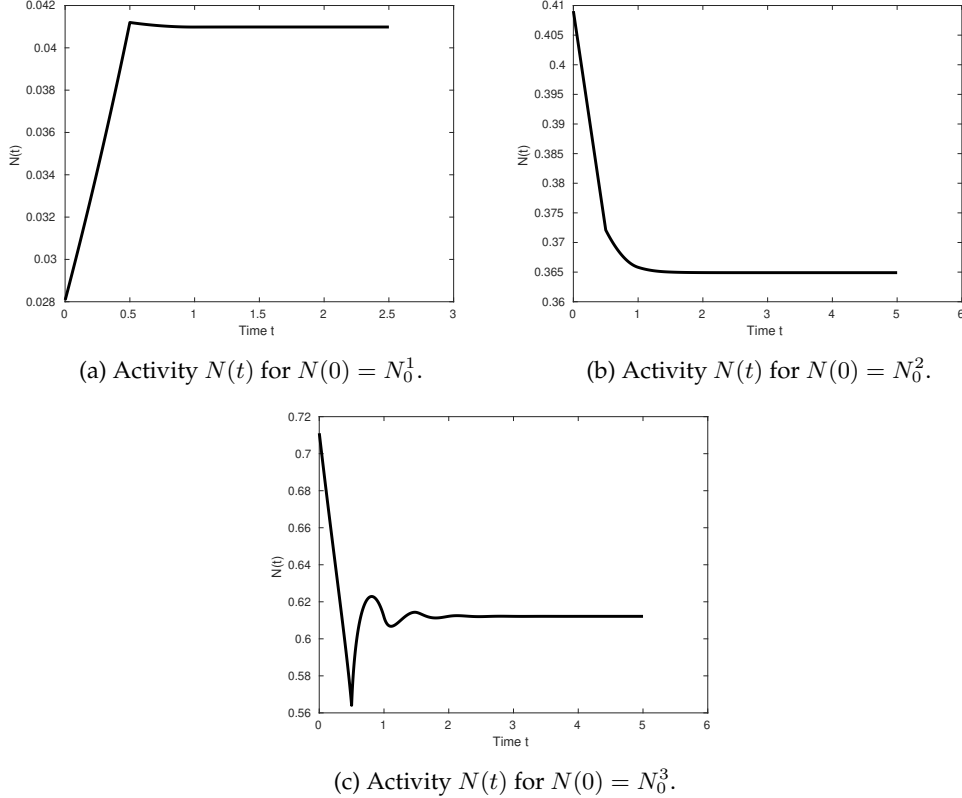 0.042
0.04
0.038
0.036
0.034
0.032
0.03
0.028
N(t)
0 0.5 1 1.5 2 2.5 3
Time t
(a) Activity N(t) for N(0) = N_0^1.
0.41
0.405
0.4
0.395
0.39
0.385
0.38
0.375
0.37
0.365
0.36
N(t)
0 1 2 3 4 5 6
Time t
(b) Activity N(t) for N(0) = N_0^2.
0.72
0.7
0.68
0.66
0.64
0.62
0.6
0.58
0.56
N(t)
0 1 2 3 4 5 6
Time t
(c) Activity N(t) for N(0) = N_0^3.